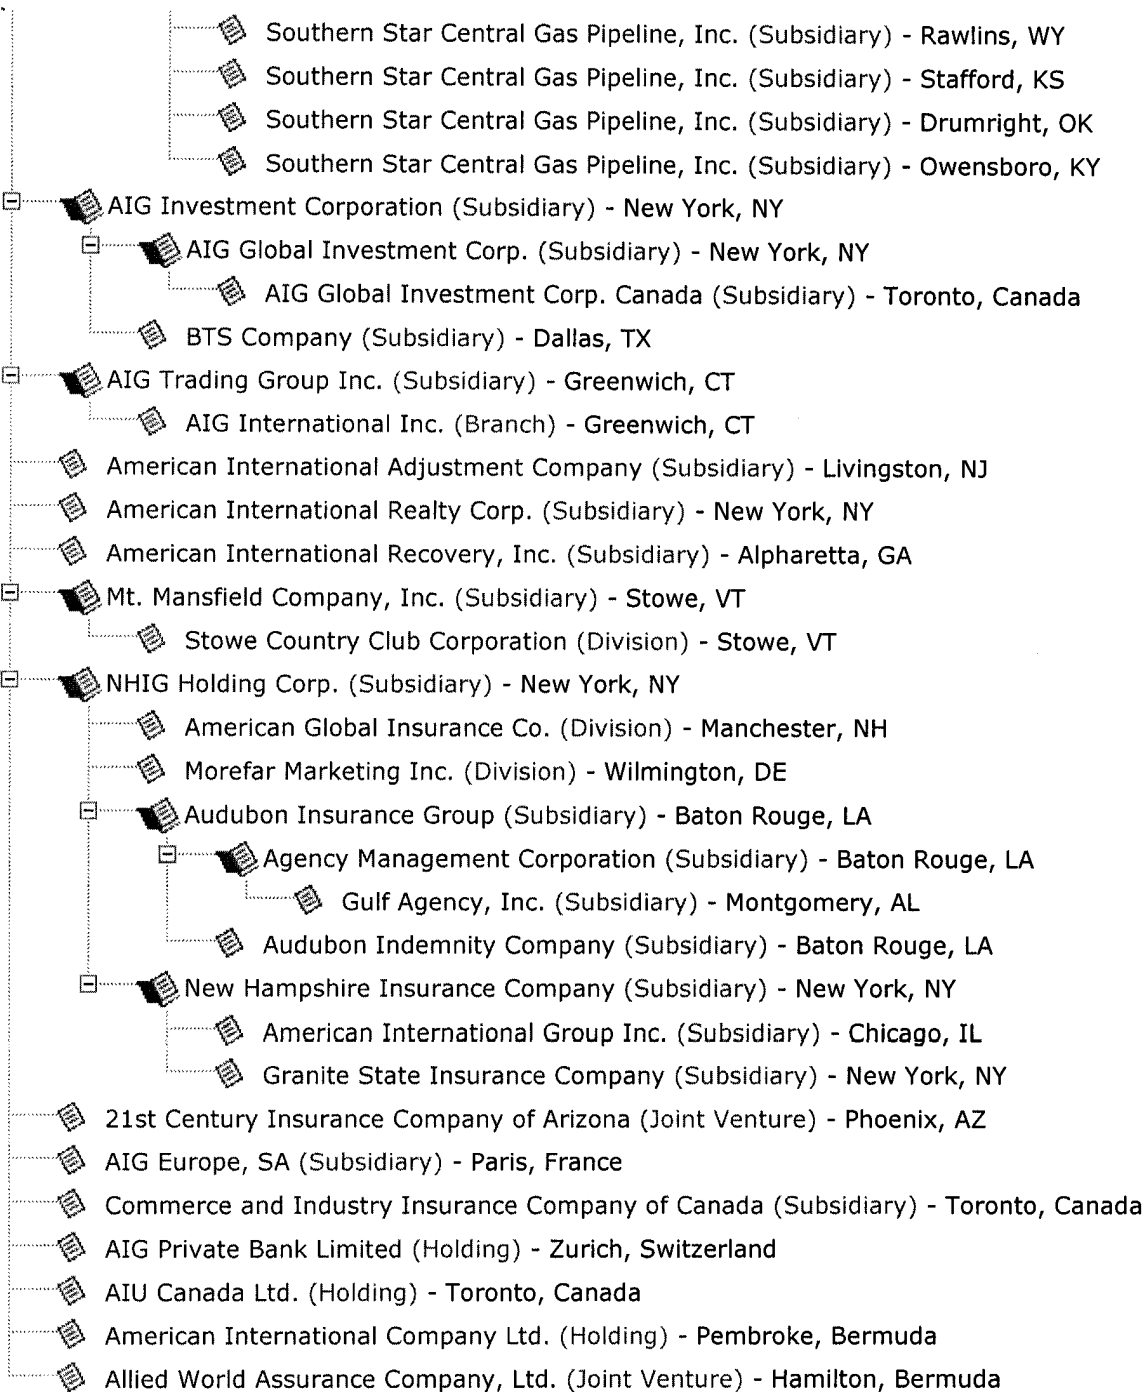 Southern Star Central Gas Pipeline, Inc. (Subsidiary) - Rawlins, WY
Southern Star Central Gas Pipeline, Inc. (Subsidiary) - Stafford, KS
Southern Star Central Gas Pipeline, Inc. (Subsidiary) - Drumright, OK
Southern Star Central Gas Pipeline, Inc. (Subsidiary) - Owensboro, KY
AIG Investment Corporation (Subsidiary) - New York, NY
AIG Global Investment Corp. (Subsidiary) - New York, NY
AIG Global Investment Corp. Canada (Subsidiary) - Toronto, Canada
BTS Company (Subsidiary) - Dallas, TX
AIG Trading Group Inc. (Subsidiary) - Greenwich, CT
AIG International Inc. (Branch) - Greenwich, CT
American International Adjustment Company (Subsidiary) - Livingston, NJ
American International Realty Corp. (Subsidiary) - New York, NY
American International Recovery, Inc. (Subsidiary) - Alpharetta, GA
Mt. Mansfield Company, Inc. (Subsidiary) - Stowe, VT
Stowe Country Club Corporation (Division) - Stowe, VT
NHIG Holding Corp. (Subsidiary) - New York, NY
American Global Insurance Co. (Division) - Manchester, NH
Morefar Marketing Inc. (Division) - Wilmington, DE
Audubon Insurance Group (Subsidiary) - Baton Rouge, LA
Agency Management Corporation (Subsidiary) - Baton Rouge, LA
Gulf Agency, Inc. (Subsidiary) - Montgomery, AL
Audubon Indemnity Company (Subsidiary) - Baton Rouge, LA
New Hampshire Insurance Company (Subsidiary) - New York, NY
American International Group Inc. (Subsidiary) - Chicago, IL
Granite State Insurance Company (Subsidiary) - New York, NY
21st Century Insurance Company of Arizona (Joint Venture) - Phoenix, AZ
AIG Europe, SA (Subsidiary) - Paris, France
Commerce and Industry Insurance Company of Canada (Subsidiary) - Toronto, Canada
AIG Private Bank Limited (Holding) - Zurich, Switzerland
AIU Canada Ltd. (Holding) - Toronto, Canada
American International Company Ltd. (Holding) - Pembroke, Bermuda
Allied World Assurance Company, Ltd. (Joint Venture) - Hamilton, Bermuda